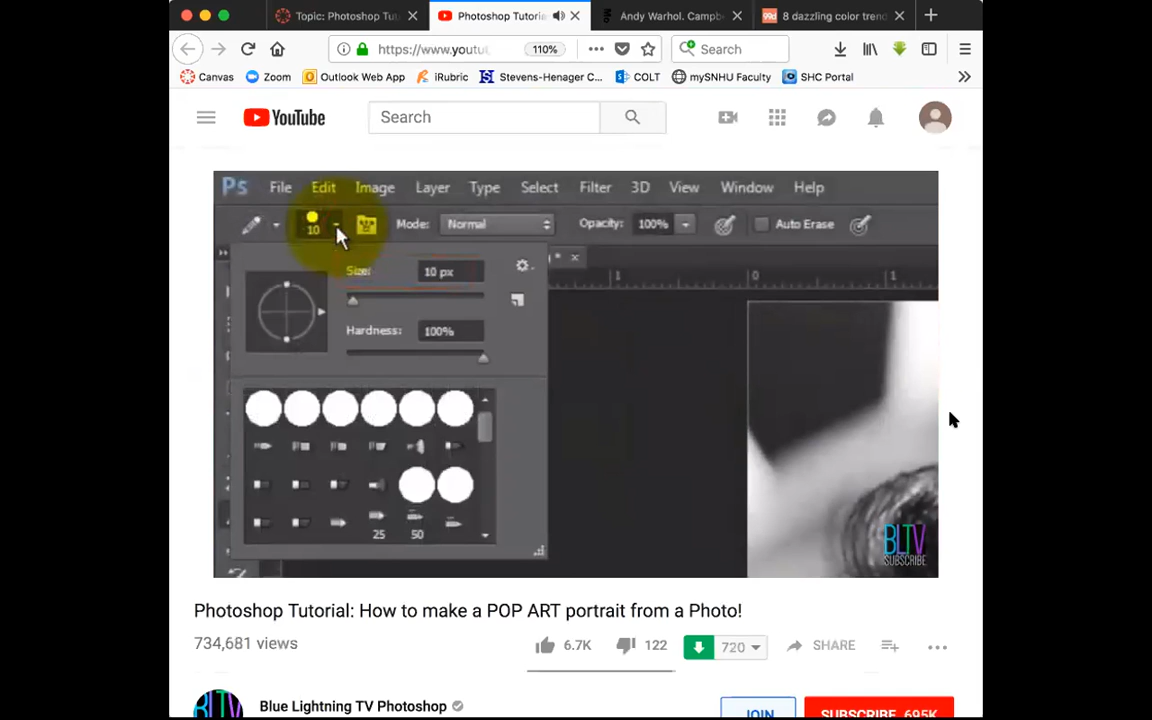 Topic: Photoshop Tu
Photoshop Tutoria
Andy Warhol. Campb
99d 8 dazzling color tren
https://www.youtu
110%
Search
Canvas Zoom Outlook Web App iRubric Stevens-Henager C... COLT mySNHU Faculty SHC Portal
YouTube
Search
Ps File Edit Image Layer Type Select Filter 3D View Window Help
10 Mode: Normal Opacity: 100% Auto Erase
Size: 10 px
1 0 1
Hardness: 100%
25 50
BLTV
SUBSCRIBE
Photoshop Tutorial: How to make a POP ART portrait from a Photo!
734,681 views
6.7K 122 720 SHARE
Blue Lightning TV Photoshop
JOIN SUBSCRIBE 695K